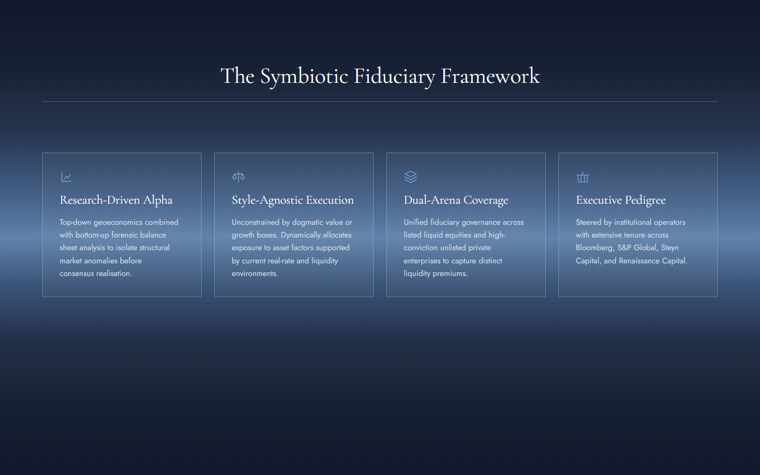 The Symbiotic Fiduciary Framework
Research-Driven Alpha
Top-down geoeconomics combined
with bottom-up forensic balance
sheet analysis to isolate structural
market anomalies before
consensus realisation.
Style-Agnostic Execution
Unconstrained by dogmatic value or
growth boxes. Dynamically allocates
exposure to asset factors supported
by current real-rate and liquidity
environments.
Dual-Arena Coverage
Unified fiduciary governance across
listed liquid equities and high-
conviction unlisted private
enterprises to capture distinct
liquidity premiums.
Executive Pedigree
Steered by institutional operators
with extensive tenure across
Bloomberg, S&P Global, Steyn
Capital, and Renaissance Capital.